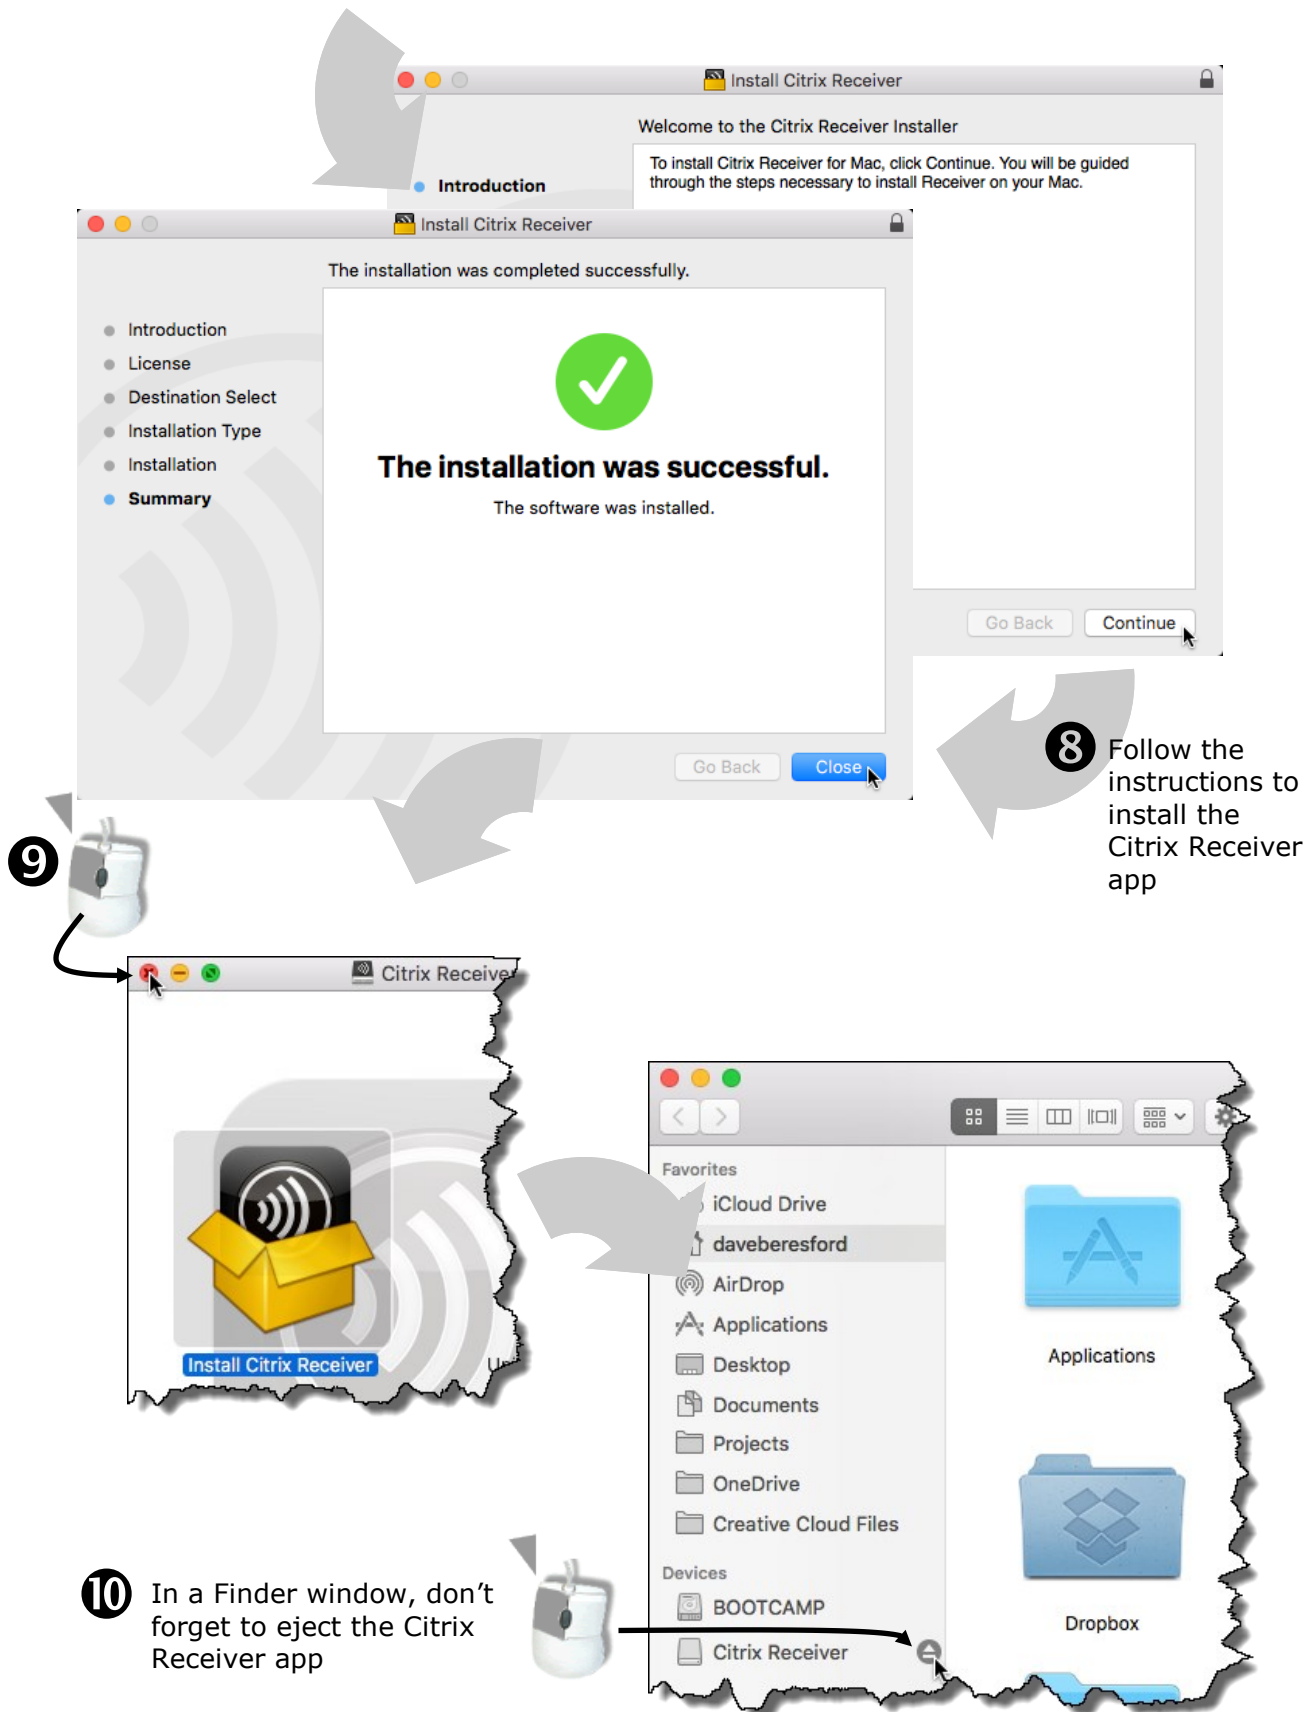 Install Citrix Receiver
Welcome to the Citrix Receiver Installer
To install Citrix Receiver for Mac, click Continue. You will be guided
through the steps necessary to install Receiver on your Mac.
Introduction
Go Back
Continue
Install Citrix Receiver
The installation was completed successfully.
Introduction
License
Destination Select
Installation Type
Installation
Summary
The installation was successful.
The software was installed.
Go Back
Close
8
Follow the
instructions to
install the
Citrix Receiver
app
9
Citrix Receiver
Install Citrix Receiver
Favorites
iCloud Drive
daveberesford
AirDrop
Applications
Desktop
Documents
Projects
OneDrive
Creative Cloud Files
Devices
BOOTCAMP
Citrix Receiver
Applications
Dropbox
10
In a Finder window, don't
forget to eject the Citrix
Receiver app